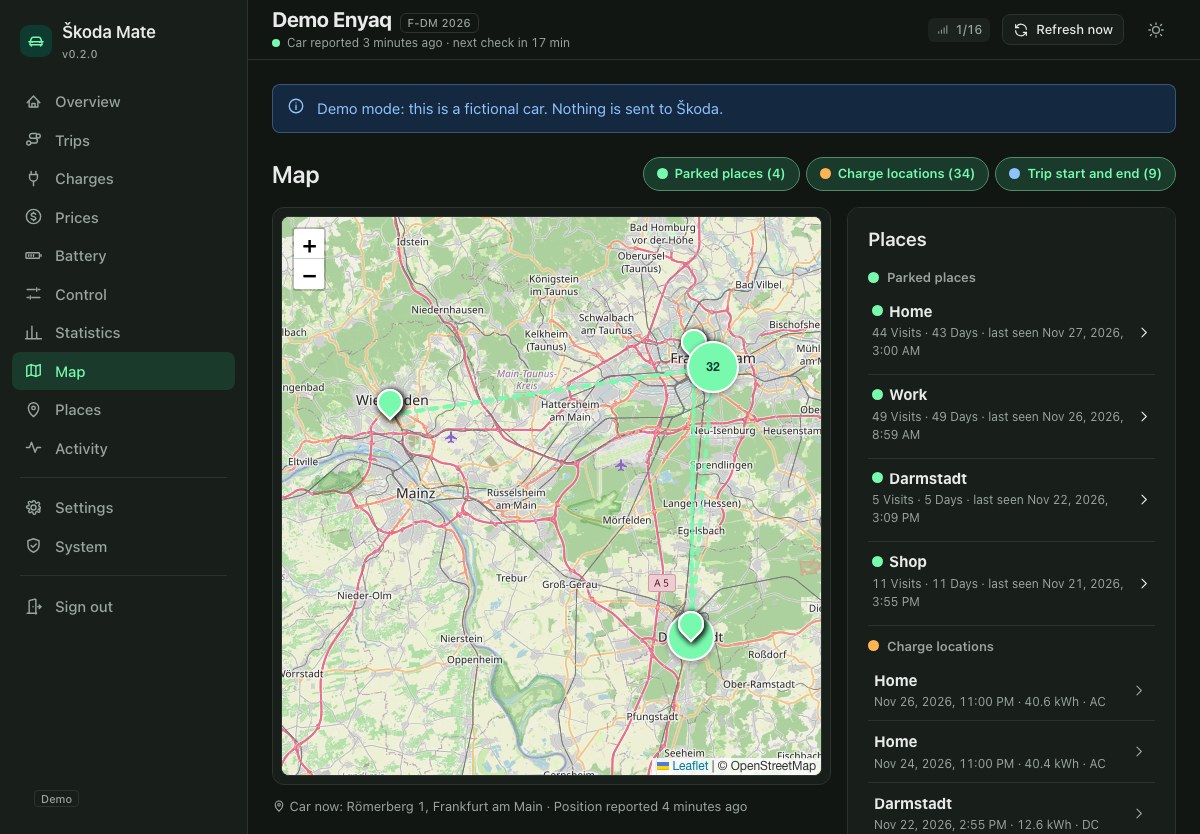 Škoda Mate
v0.2.0
Overview
Trips
Charges
Prices
Battery
Control
Statistics
Map
Places
Activity
Settings
System
Sign out
Demo
Demo Enyaq F-DM 2026
Car reported 3 minutes ago · next check in 17 min
1/16
Refresh now
Demo mode: this is a fictional car. Nothing is sent to Škoda.
Map
Parked places (4)
Charge locations (34)
Trip start and end (9)
+
−
Idstein
Bad Homburg
vor der Höhe
Oberursel
(Taunus)
Königstein
im Taunus
Bad Vilbel
Niedernhausen
Schwalbach
am Taunus
Kelkheim
(Taunus)
Bischofshe
lbach
Mühl
am M
32
Main-Taunus-
Kreis
ngenbad
Hattersheim
am Main
Neu-Isenburg
Heusenstam
Eltville
Sprendlingen
Mainz
Rüsselsheim
am Main
Langen (Hessen)
Mörfelden
Egelsbach
A 5
Trebur
Groß-Gerau
Nieder-Olm
Nierstein
Oppenheim
Roßdorf
Wörrstadt
Ober-Ramstadt
Pfungstadt
Seeheim
Fischbach
Gernsheim
Leaflet | © OpenStreetMap
Car now: Römerberg 1, Frankfurt am Main · Position reported 4 minutes ago
Places
Parked places
Home
44 Visits · 43 Days · last seen Nov 27, 2026,
3:00 AM
Work
49 Visits · 49 Days · last seen Nov 26, 2026,
8:59 AM
Darmstadt
5 Visits · 5 Days · last seen Nov 22, 2026,
3:09 PM
Shop
11 Visits · 11 Days · last seen Nov 21, 2026,
3:55 PM
Charge locations
Home
Nov 26, 2026, 11:00 PM · 40.6 kWh · AC
Home
Nov 24, 2026, 11:00 PM · 40.4 kWh · AC
Darmstadt
Nov 22, 2026, 2:55 PM · 12.6 kWh · DC